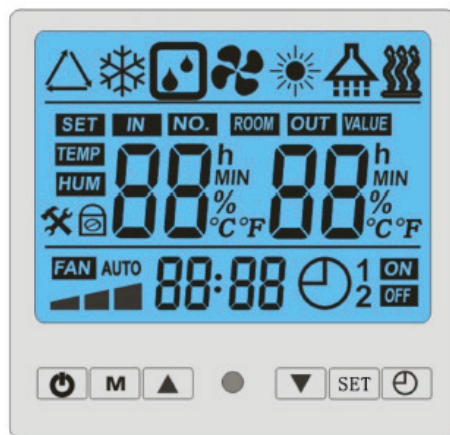 SET IN NO. ROOM OUT VALUE
TEMP 88 h 88 h
HUM MIN MIN
% %
°C °F °C °F
FAN AUTO 88:88 1 ON
2 OFF
M SET